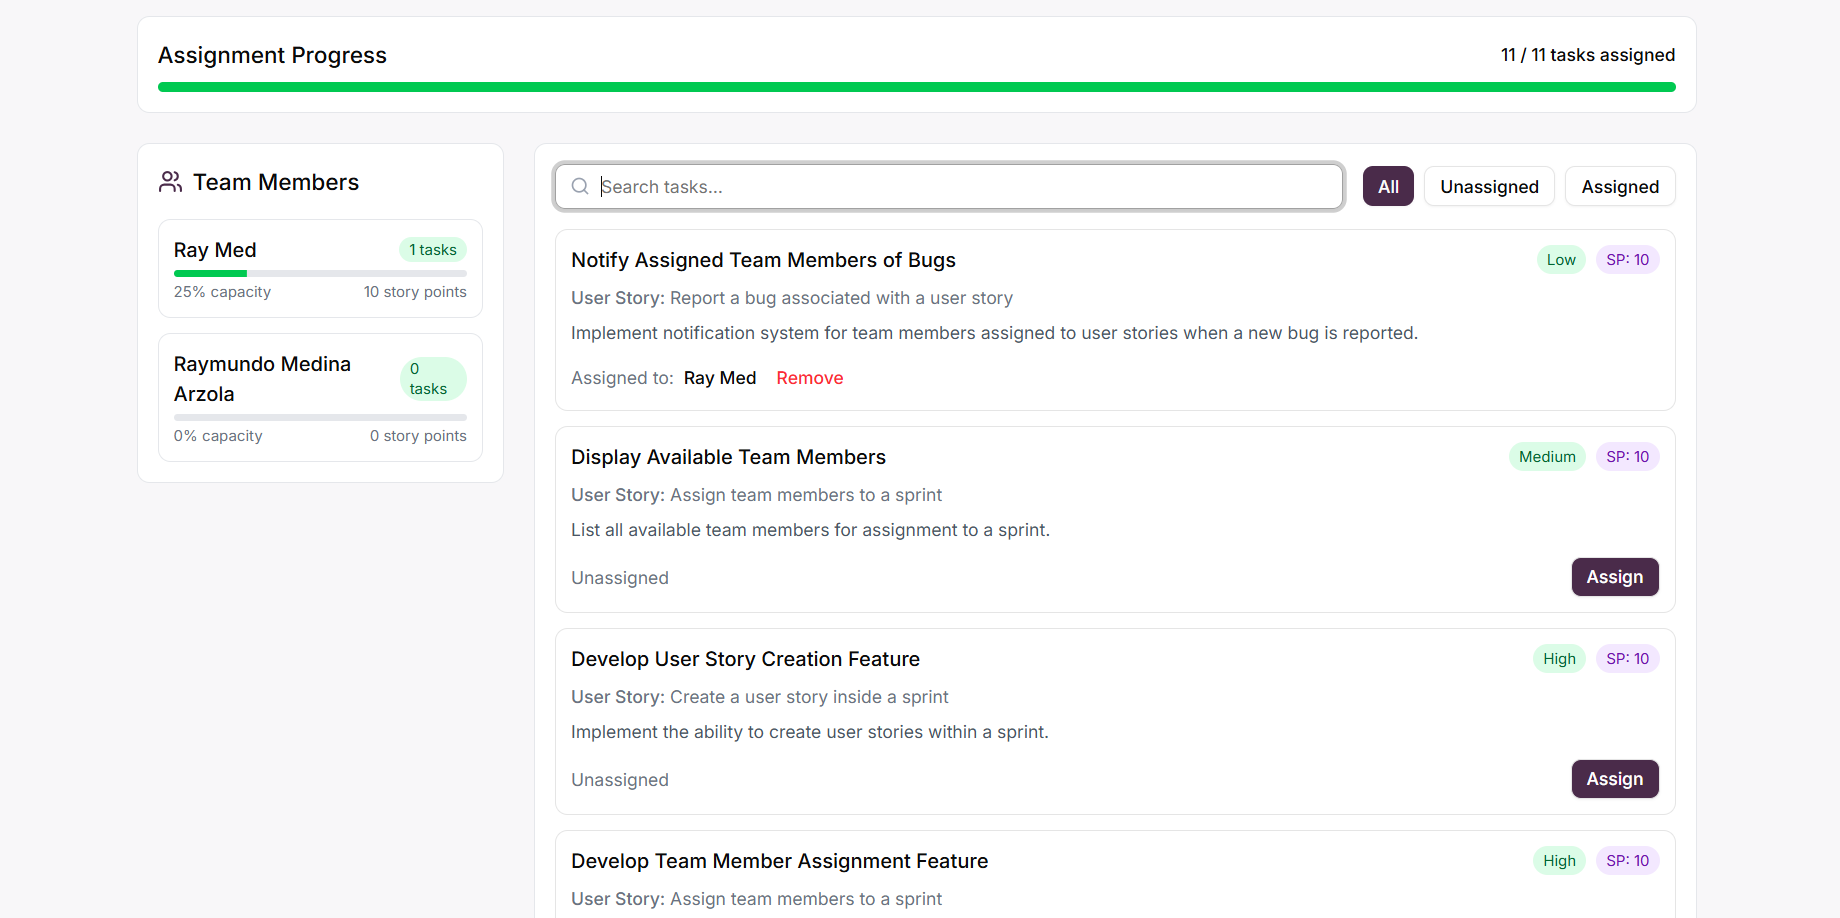 Assignment Progress
11 / 11 tasks assigned
Team Members
Ray Med
1 tasks
25% capacity
10 story points
Raymundo Medina
Arzola
0
tasks
0% capacity
0 story points
Search tasks...
All
Unassigned
Assigned
Notify Assigned Team Members of Bugs
Low
SP: 10
User Story: Report a bug associated with a user story
Implement notification system for team members assigned to user stories when a new bug is reported.
Assigned to: Ray Med Remove
Display Available Team Members
Medium
SP: 10
User Story: Assign team members to a sprint
List all available team members for assignment to a sprint.
Unassigned
Assign
Develop User Story Creation Feature
High
SP: 10
User Story: Create a user story inside a sprint
Implement the ability to create user stories within a sprint.
Unassigned
Assign
Develop Team Member Assignment Feature
High
SP: 10
User Story: Assign team members to a sprint